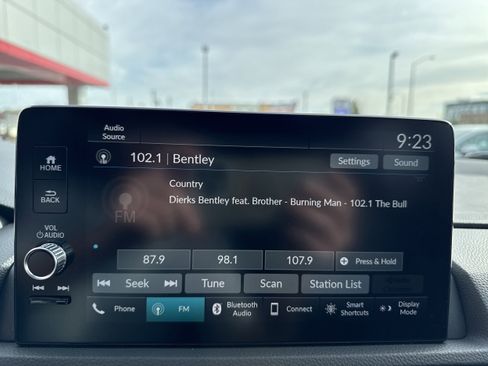 Audio
Source
9:23
102.1 | Bentley
Settings
Sound
HOME
Country
Dierks Bentley feat. Brother - Burning Man - 102.1 The Bull
BACK
FM
VOL
AUDIO
87.9
98.1
107.9
Press & Hold
Seek
Tune
Scan
Station List
Phone
FM
Bluetooth
Audio
Connect
Smart
Shortcuts
Display
Mode